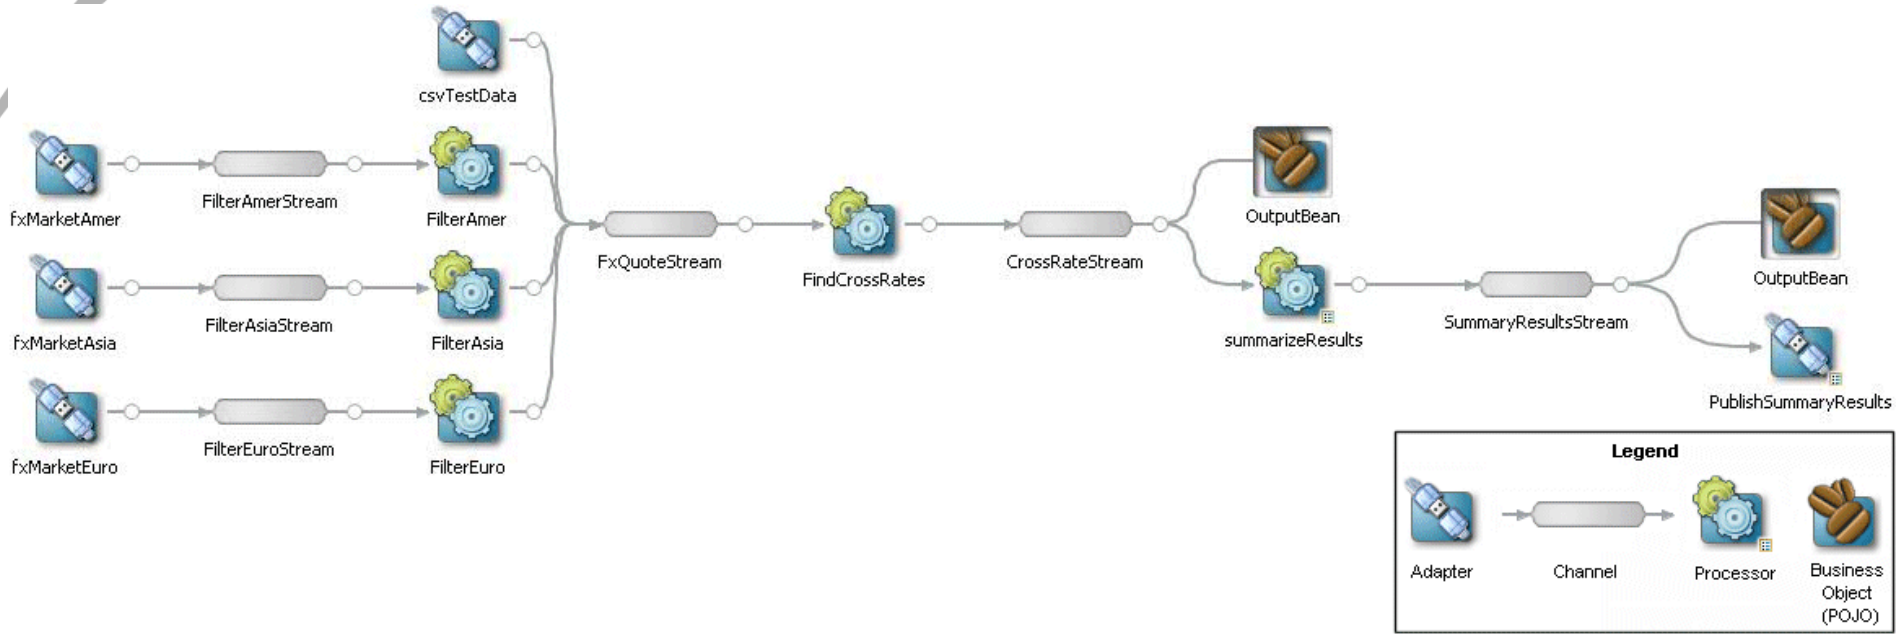 csvTestData
fxMarketAmer
FilterAmerStream
FilterAmer
fxMarketAsia
FilterAsiaStream
FilterAsia
fxMarketEuro
FilterEuroStream
FilterEuro
FxQuoteStream
FindCrossRates
CrossRateStream
OutputBean
summarizeResults
SummaryResultsStream
OutputBean
PublishSummaryResults
Legend
Adapter
Channel
Processor
Business
Object
(POJO)